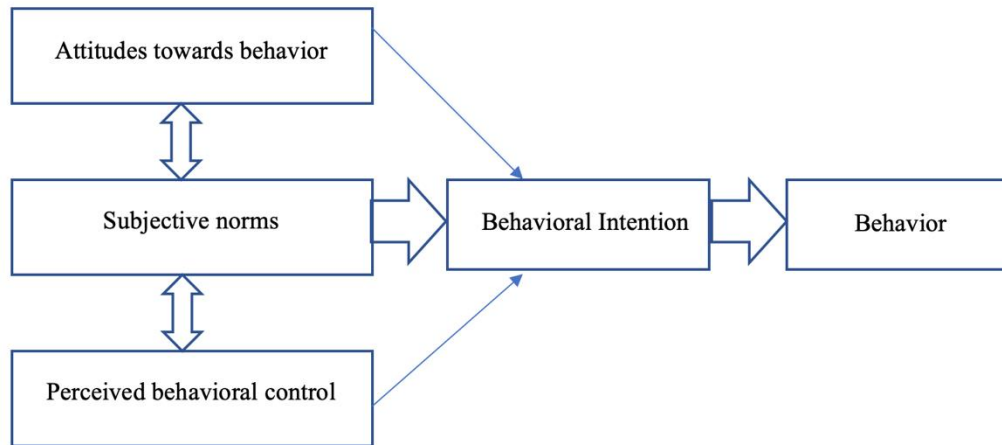 Attitudes towards behavior
Subjective norms
Behavioral Intention
Behavior
Perceived behavioral control